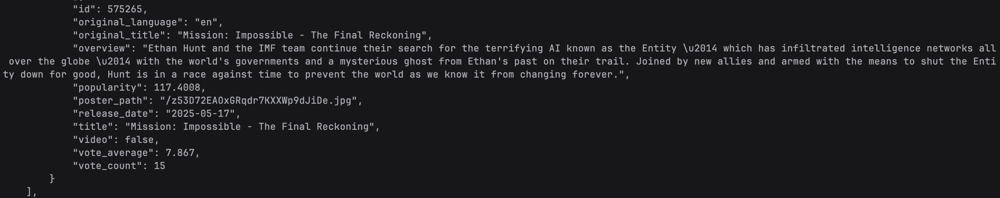 "id": 575265,
"original_language": "en",
"original_title": "Mission: Impossible - The Final Reckoning",
"overview": "Ethan Hunt and the IMF team continue their search for the terrifying AI known as the Entity \u2014 which has infiltrated intelligence networks all
over the globe \u2014 with the world's governments and a mysterious ghost from Ethan's past on their trail. Joined by new allies and armed with the means to shut the Enti
ty down for good, Hunt is in a race against time to prevent the world as we know it from changing forever.",
"popularity": 117.4008,
"poster_path": "/z53D72EAOxGRqdr7KXXWp9dJiDe.jpg",
"release_date": "2025-05-17",
"title": "Mission: Impossible - The Final Reckoning",
"video": false,
"vote_average": 7.867,
"vote_count": 15
}
],